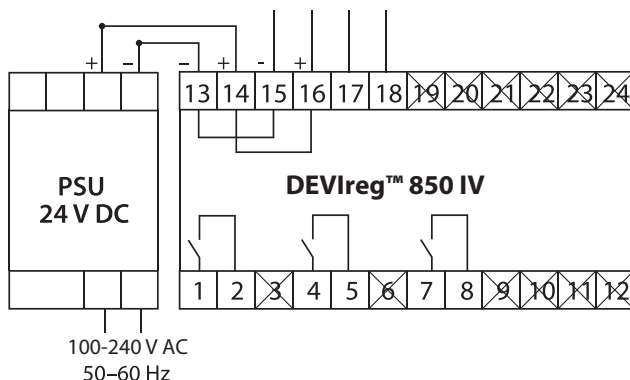 + – – + - +
13 14 15 16 17 18 19 20 21 22 23 24
PSU
24 V DC
DEVIreg™ 850 IV
1 2 3 4 5 6 7 8 9 10 11 12
100-240 V AC
50–60 Hz